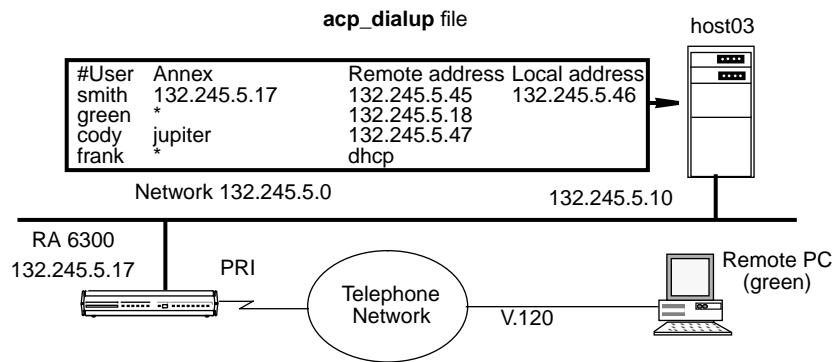 acp_dialup file
host03
#User Annex Remote address Local address
smith 132.245.5.17 132.245.5.45 132.245.5.46
green * 132.245.5.18
cody jupiter 132.245.5.47
frank * dhcp
Network 132.245.5.0
132.245.5.10
RA 6300
132.245.5.17
PRI
Telephone
Network
V.120
Remote PC
(green)